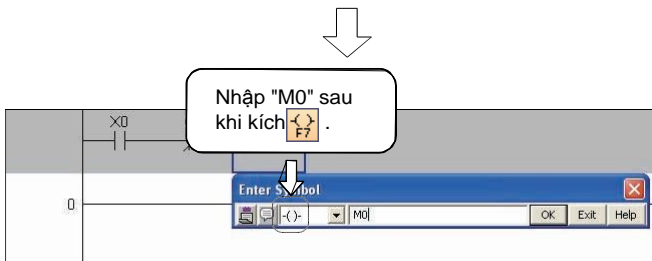 Nhập "M0" sau
khi kích F7 .
X0
Enter Symbol
0
-( )- M0 OK Exit Help